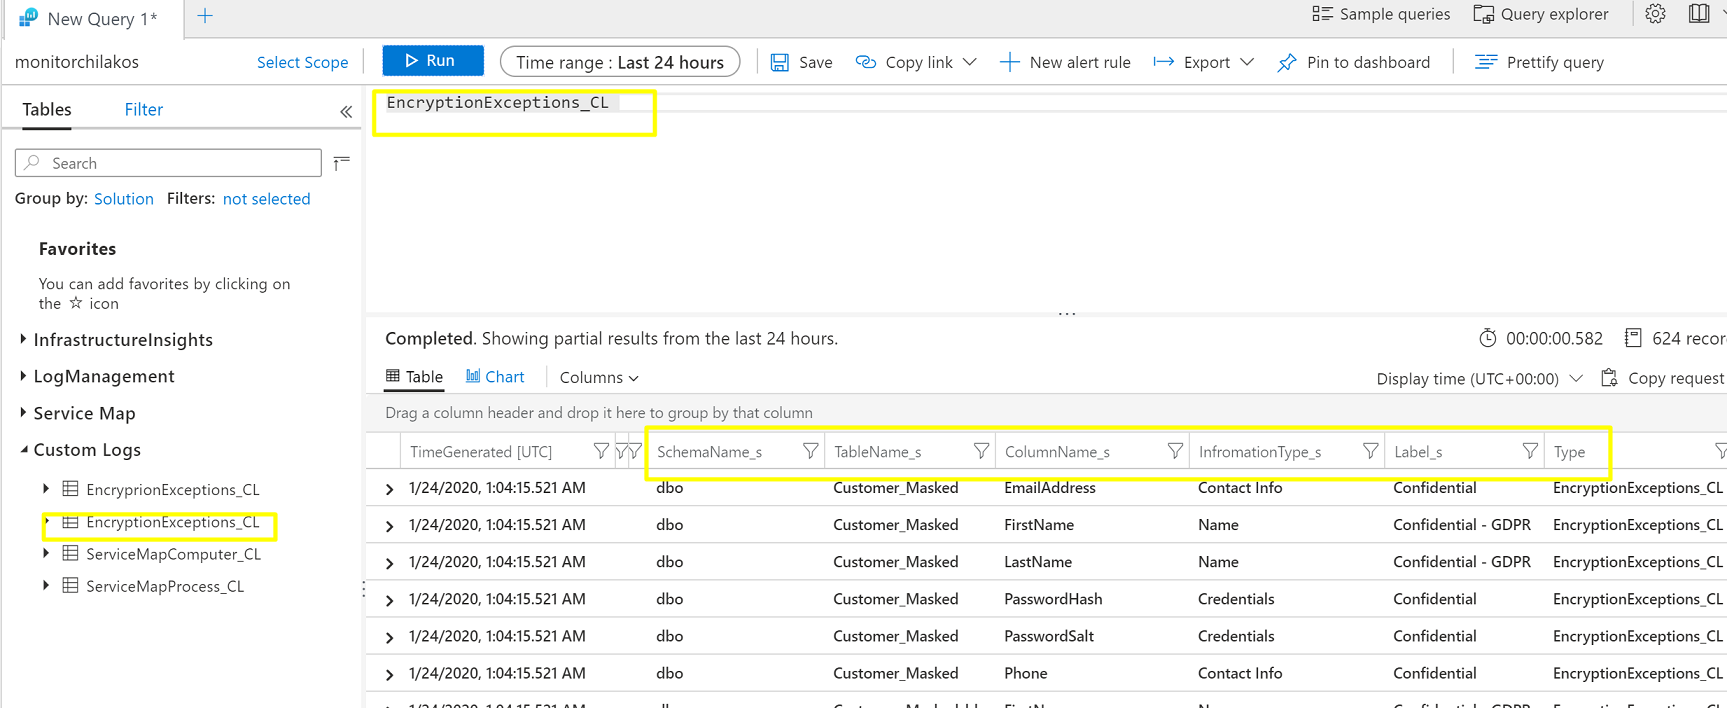 New Query 1*
Sample queries Query explorer
monitorchilakos Select Scope Run Time range : Last 24 hours Save Copy link New alert rule Export Pin to dashboard Prettify query
Tables Filter
EncryptionExceptions_CL
Search
Group by: Solution Filters: not selected
Favorites
You can add favorites by clicking on
the ☆ icon
InfrastructureInsights
LogManagement
Service Map
Custom Logs
EncryprionExceptions_CL
EncryptionExceptions_CL
ServiceMapComputer_CL
ServiceMapProcess_CL
Completed. Showing partial results from the last 24 hours. 00:00:00.582 624 recor
Table Chart Columns Display time (UTC+00:00) Copy request
Drag a column header and drop it here to group by that column
TimeGenerated [UTC] SchemaName_s TableName_s ColumnName_s InfromationType_s Label_s Type
1/24/2020, 1:04:15.521 AM dbo Customer_Masked EmailAddress Contact Info Confidential EncryptionExceptions_CL
1/24/2020, 1:04:15.521 AM dbo Customer_Masked FirstName Name Confidential - GDPR EncryptionExceptions_CL
1/24/2020, 1:04:15.521 AM dbo Customer_Masked LastName Name Confidential - GDPR EncryptionExceptions_CL
1/24/2020, 1:04:15.521 AM dbo Customer_Masked PasswordHash Credentials Confidential EncryptionExceptions_CL
1/24/2020, 1:04:15.521 AM dbo Customer_Masked PasswordSalt Credentials Confidential EncryptionExceptions_CL
1/24/2020, 1:04:15.521 AM dbo Customer_Masked Phone Contact Info Confidential EncryptionExceptions_CL